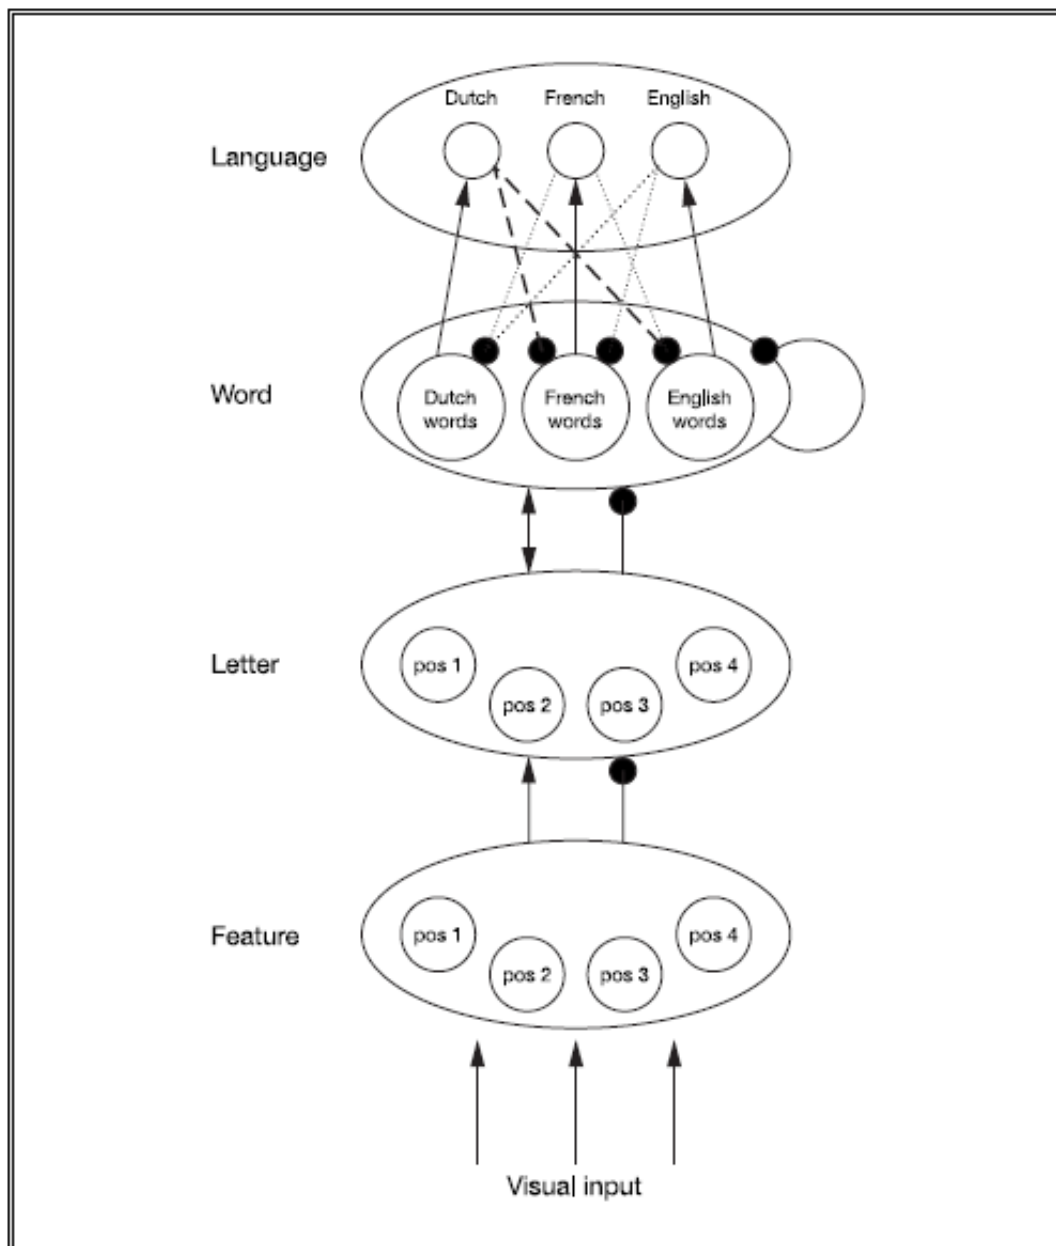 Dutch French English
Language
Word
Dutch
words
French
words
English
words
Letter
pos 1
pos 2
pos 3
pos 4
Feature
pos 1
pos 2
pos 3
pos 4
Visual input